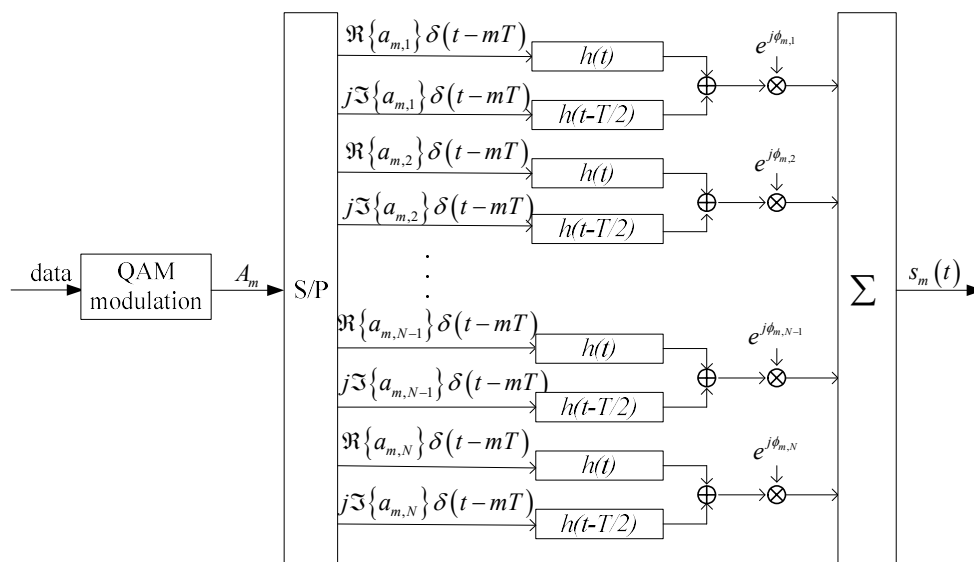 ℜ{a_{m,1}}δ(t−mT)
h(t)
e^{jϕ_{m,1}}
jℑ{a_{m,1}}δ(t−mT)
h(t-T/2)
ℜ{a_{m,2}}δ(t−mT)
h(t)
e^{jϕ_{m,2}}
jℑ{a_{m,2}}δ(t−mT)
h(t-T/2)
data
QAM
modulation
A_m
S/P
Σ
s_m(t)
ℜ{a_{m,N−1}}δ(t−mT)
h(t)
e^{jϕ_{m,N−1}}
jℑ{a_{m,N−1}}δ(t−mT)
h(t-T/2)
ℜ{a_{m,N}}δ(t−mT)
h(t)
e^{jϕ_{m,N}}
jℑ{a_{m,N}}δ(t−mT)
h(t-T/2)